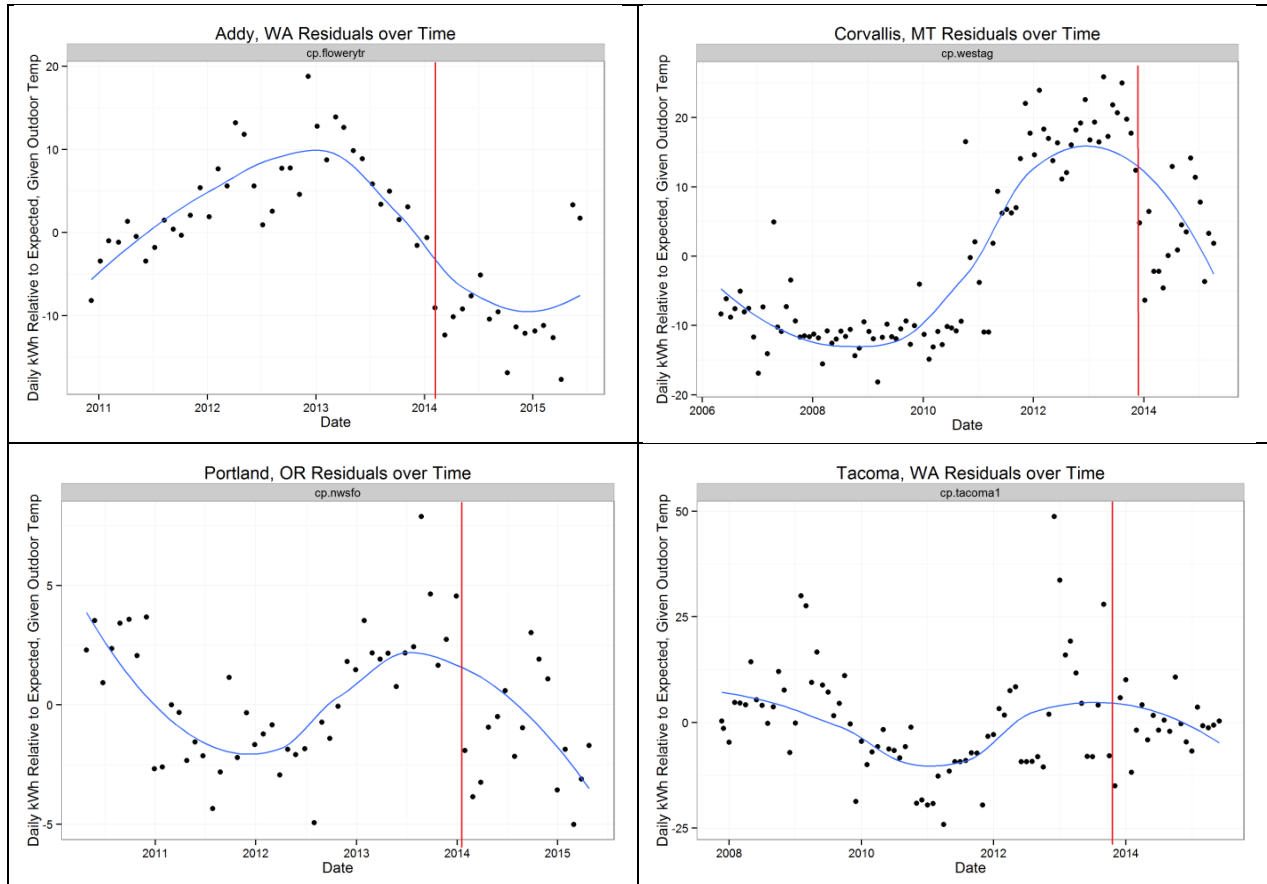 Addy, WA Residuals over Time
cp.flowerytr
Daily kWh Relative to Expected, Given Outdoor Temp
20
10
0
-10
2011 2012 2013 2014 2015
Date
Corvallis, MT Residuals over Time
cp.westag
Daily kWh Relative to Expected, Given Outdoor Temp
20
10
0
-10
-20
2006 2008 2010 2012 2014
Date
Portland, OR Residuals over Time
cp.nwsfo
Daily kWh Relative to Expected, Given Outdoor Temp
5
0
-5
2011 2012 2013 2014 2015
Date
Tacoma, WA Residuals over Time
cp.tacoma1
Daily kWh Relative to Expected, Given Outdoor Temp
50
25
0
-25
2008 2010 2012 2014
Date